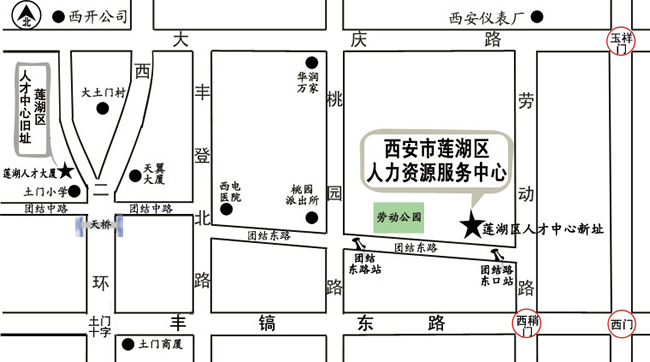 北
西开公司
西安仪表厂
大庆路
玉祥
门
西
大土门村
丰登北路
华润
万家
桃园路
劳动路
莲湖区
人才中心旧址
莲湖人才大厦
天翼
大厦
土门小学
二环
西安市莲湖区
人力资源服务中心
西电
医院
桃园
派出所
劳动公园
莲湖区人才中心新址
团结中路
团结中路
天桥
团结东路
团结东路
团结
东路站
团结路
东口站
土门
十字
丰镐东路
西稍
门
西门
土门商厦